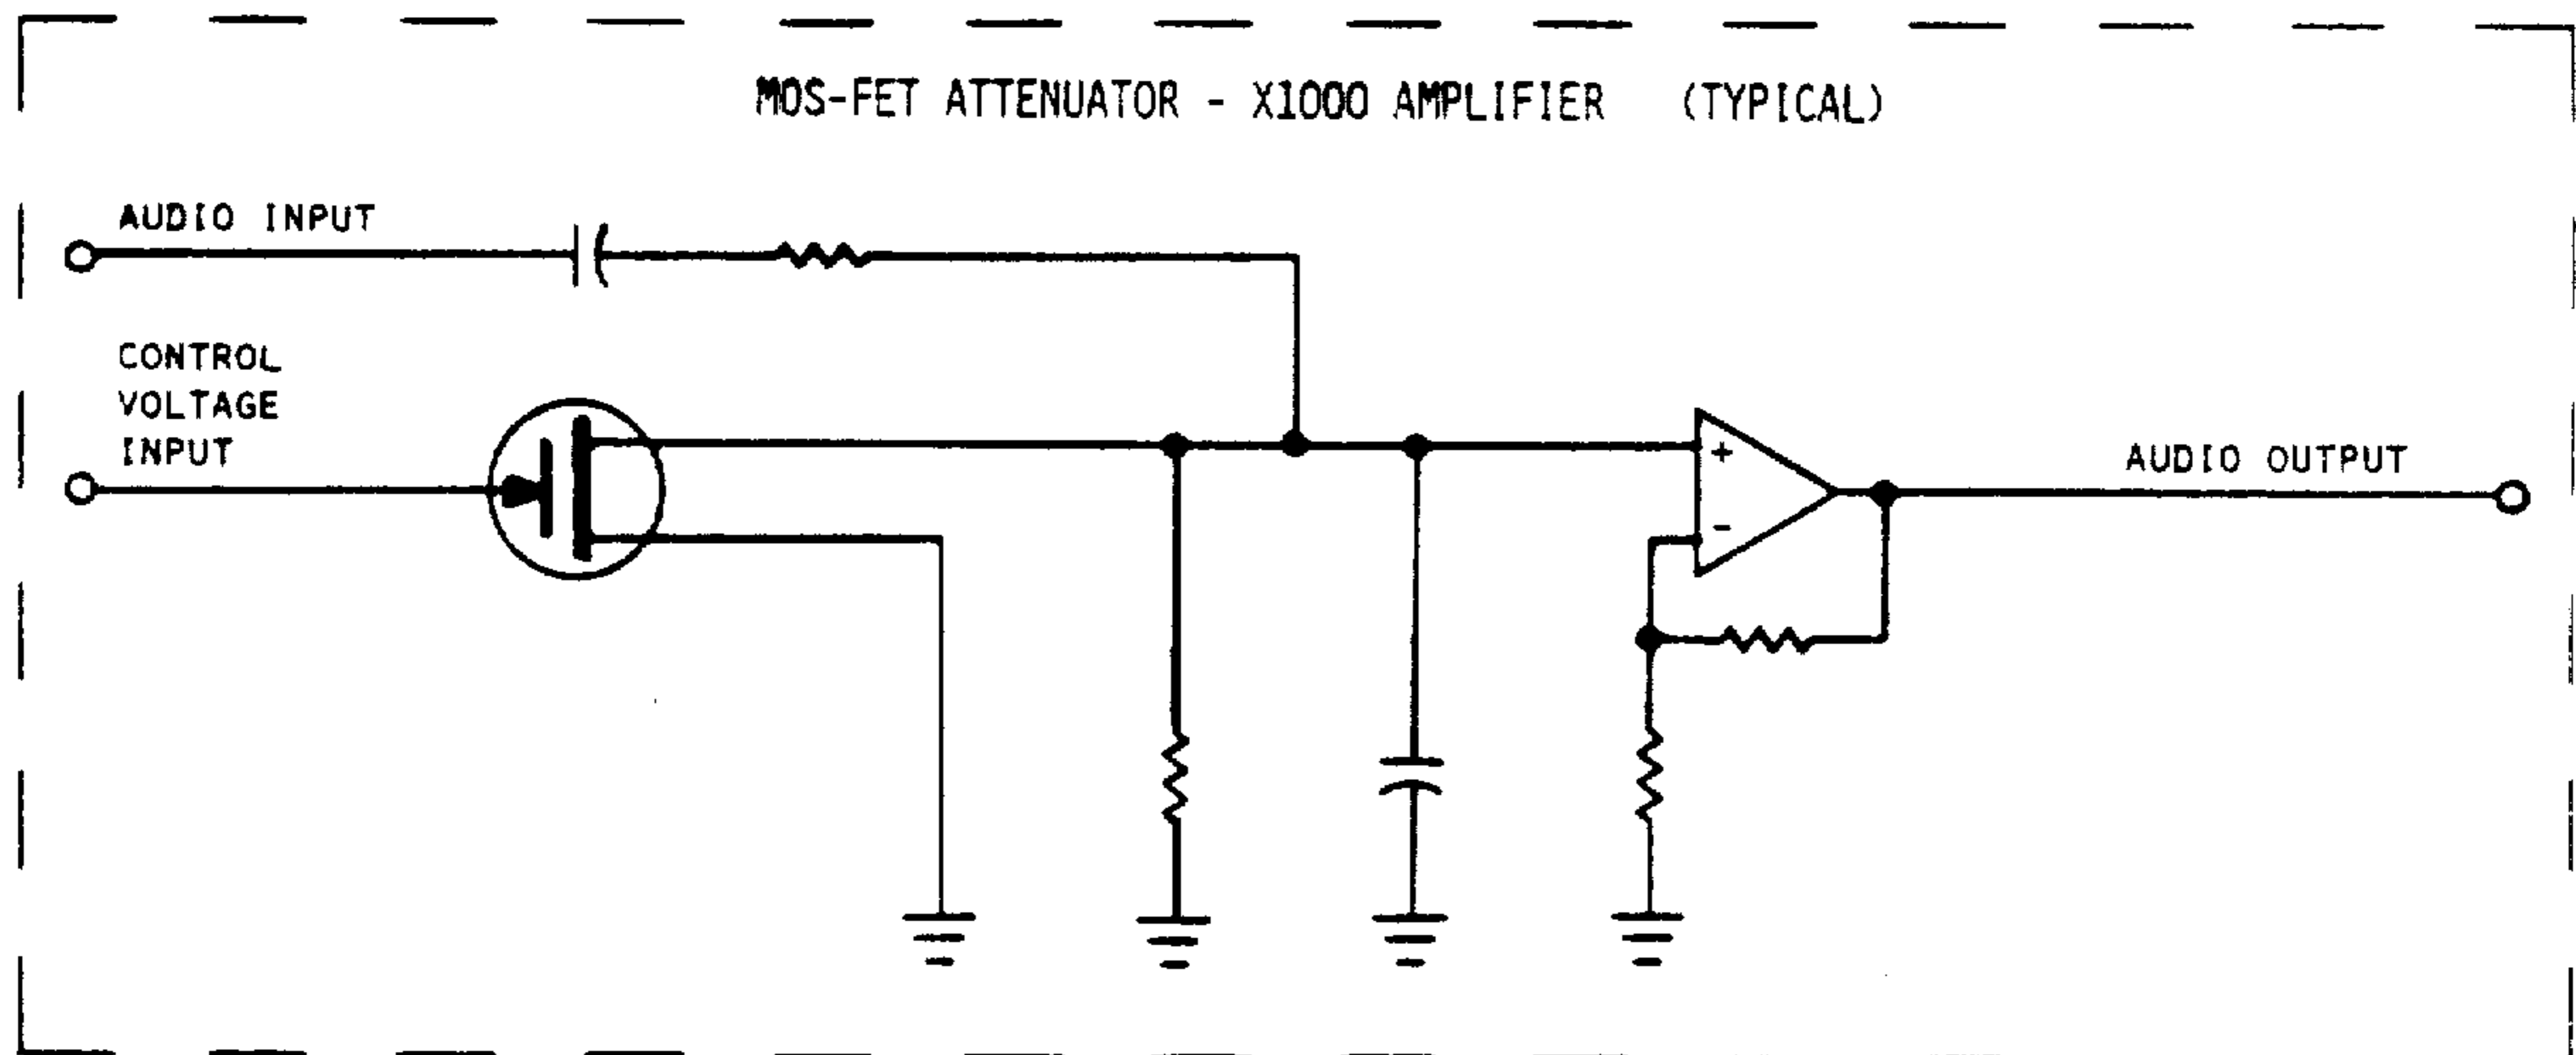 MOS-FET ATTENUATOR - X1000 AMPLIFIER (TYPICAL)
AUDIO INPUT
CONTROL
VOLTAGE
INPUT
+
-
AUDIO OUTPUT